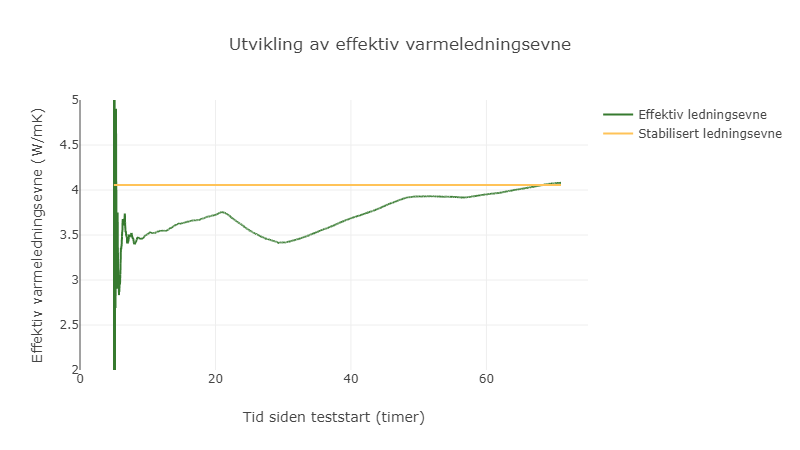 Utvikling av effektiv varmeledningsevne
Effektiv varmeledningsevne (W/mK)
5
4.5
4
3.5
3
2.5
2
0
20
40
60
Tid siden teststart (timer)
Effektiv ledningsevne
Stabilisert ledningsevne